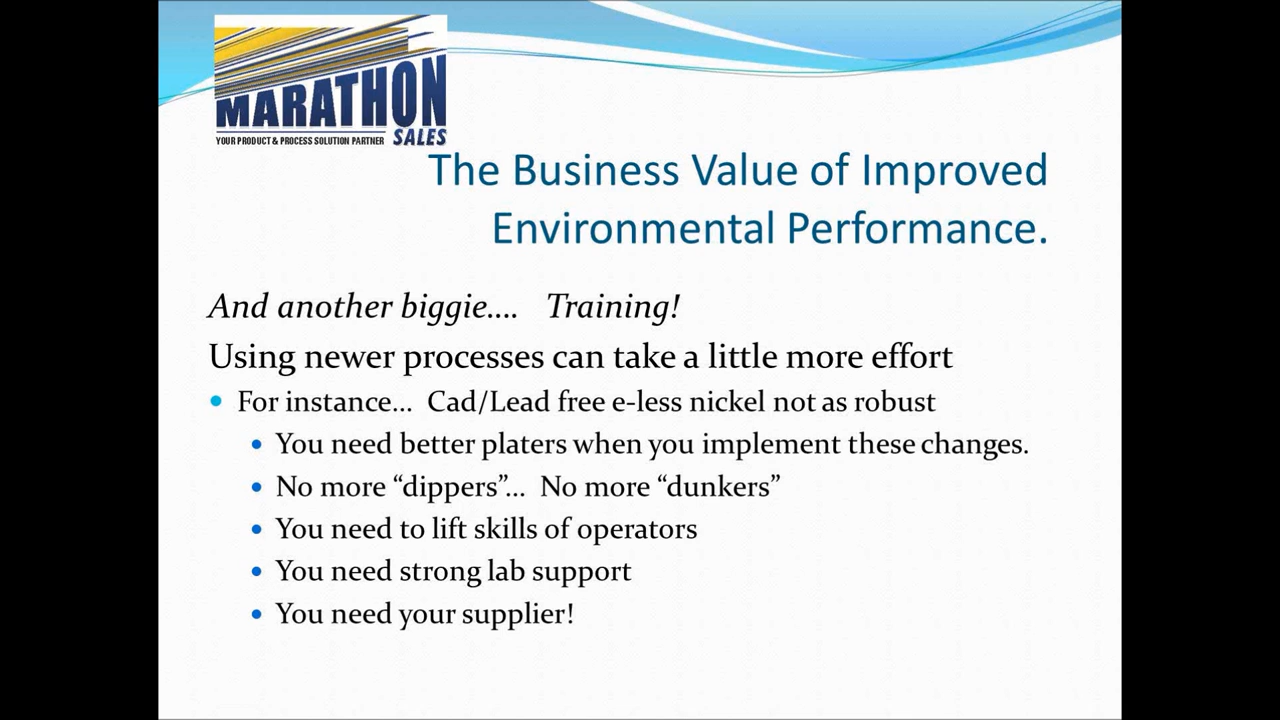 MARATHON
SALES
YOUR PRODUCT & PROCESS SOLUTION PARTNER
The Business Value of Improved
Environmental Performance.
And another biggie.... Training!
Using newer processes can take a little more effort
• For instance... Cad/Lead free e-less nickel not as robust
• You need better platers when you implement these changes.
• No more “dippers”... No more “dunkers”
• You need to lift skills of operators
• You need strong lab support
• You need your supplier!